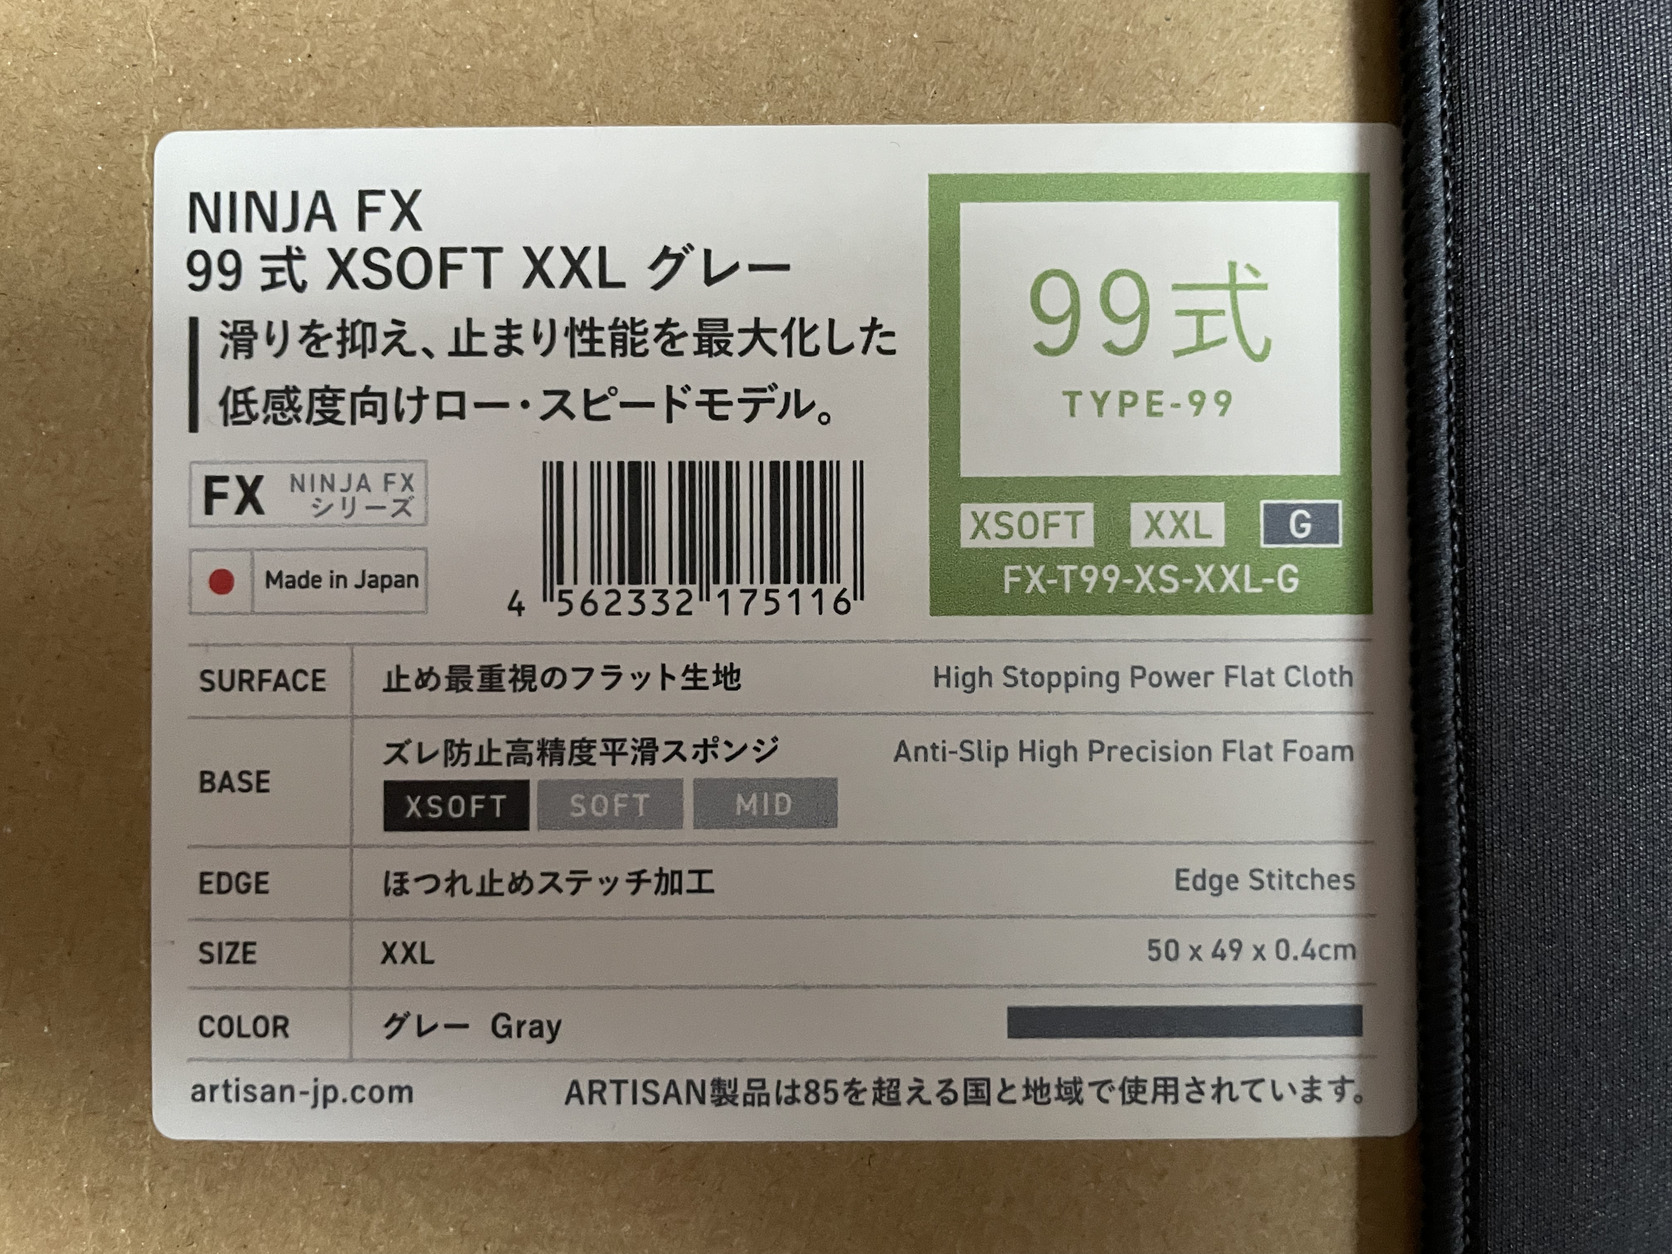 NINJA FX
99 式 XSOFT XXL グレー
滑りを抑え、止まり性能を最大化した
低感度向けロー・スピードモデル。
FX NINJA FX
シリーズ
Made in Japan
4 562332 175116
99式
TYPE-99
XSOFT XXL G
FX-T99-XS-XXL-G
SURFACE 止め最重視のフラット生地 High Stopping Power Flat Cloth
BASE ズレ防止高精度平滑スポンジ Anti-Slip High Precision Flat Foam
XSOFT SOFT MID
EDGE ほつれ止めステッチ加工 Edge Stitches
SIZE XXL 50 x 49 x 0.4cm
COLOR グレー Gray
artisan-jp.com ARTISAN製品は85を超える国と地域で使用されています。